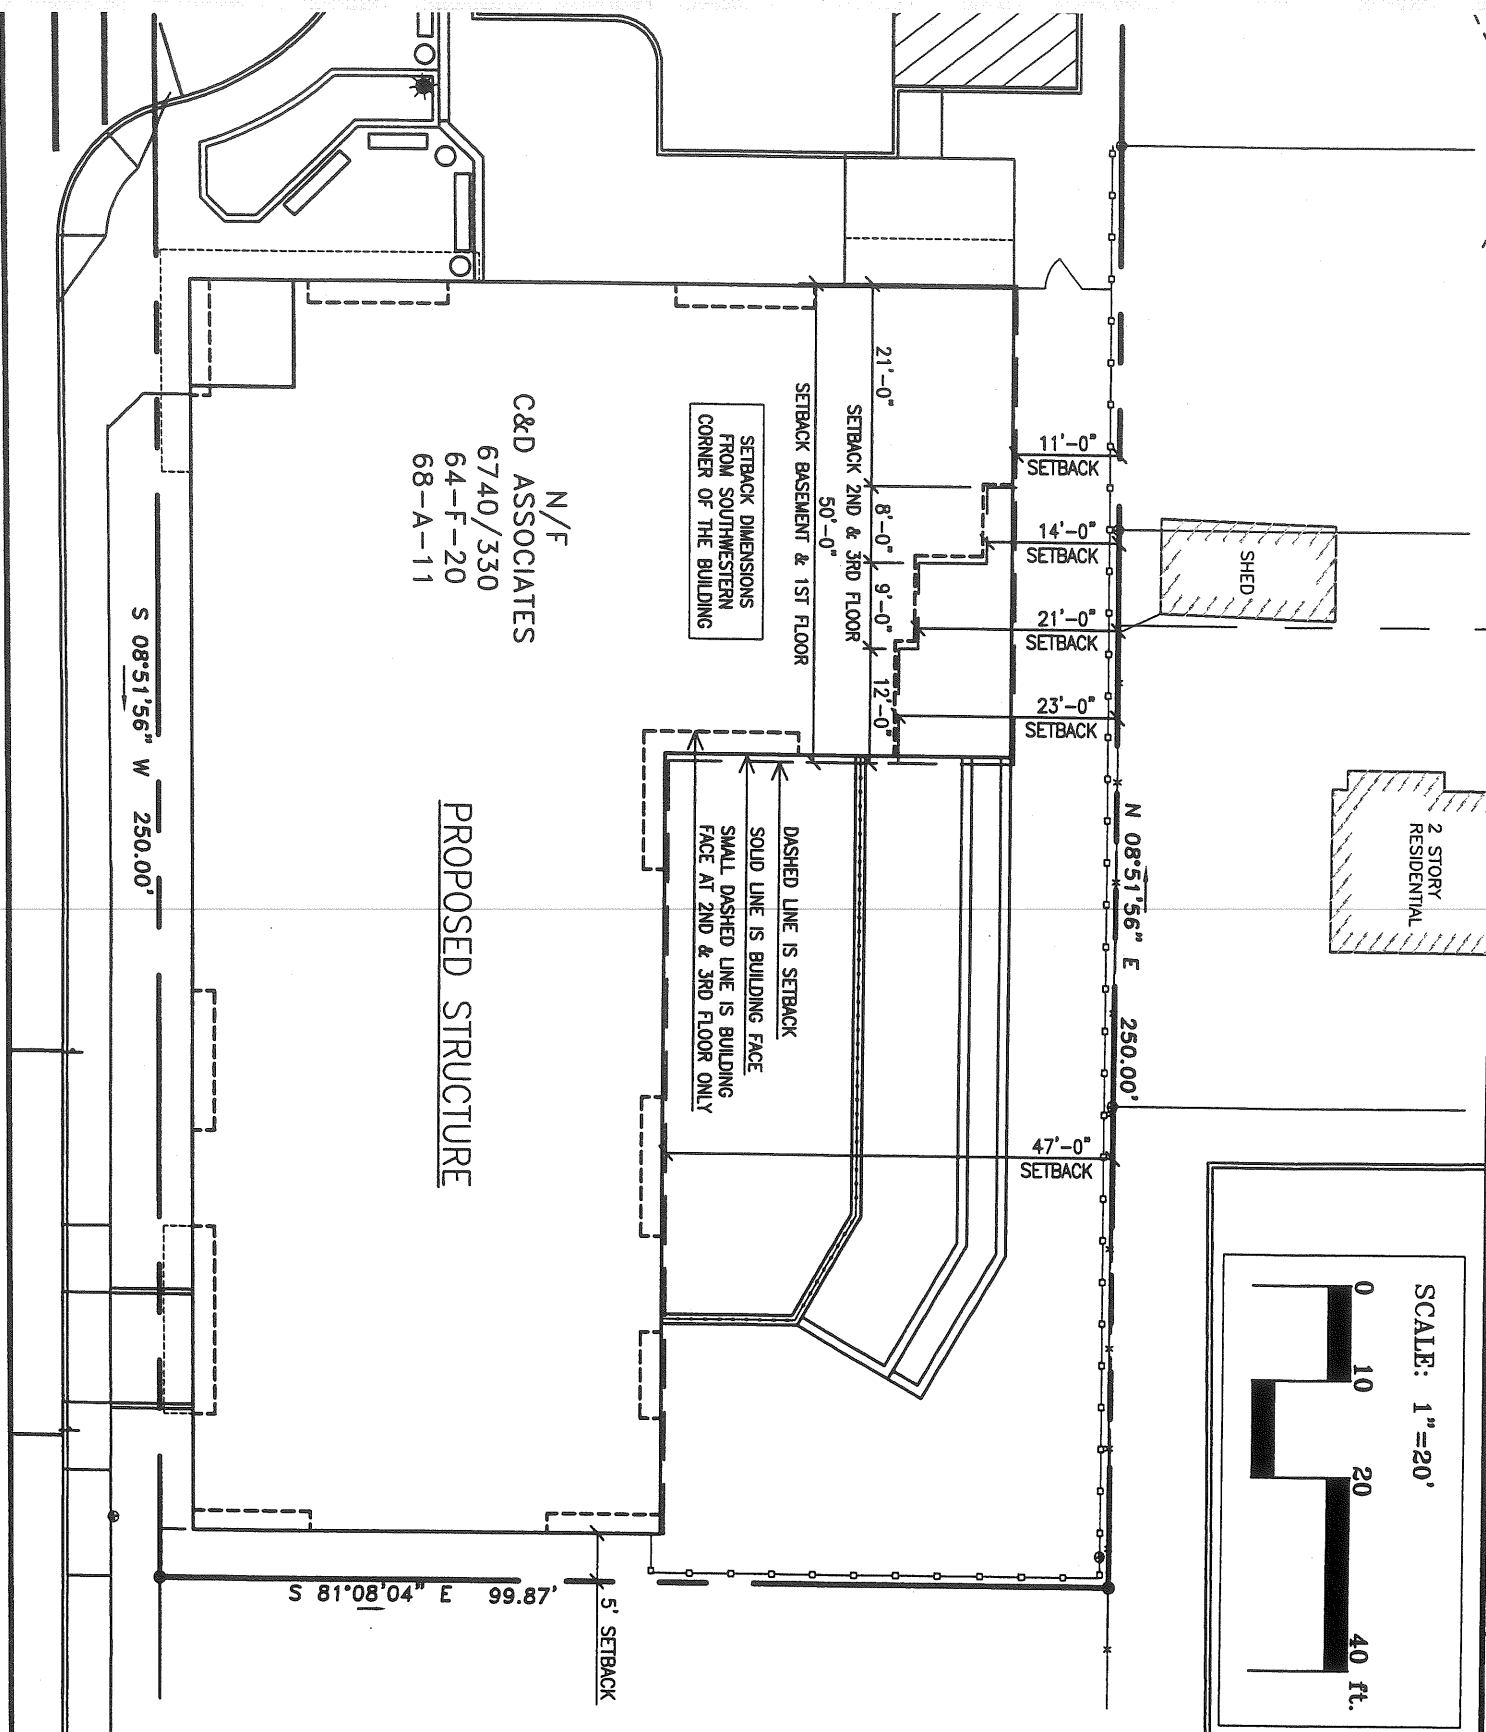 SCALE: 1"=20'
0 10 20 40 ft.
2 STORY
RESIDENTIAL
SHED
N 08°51'56" E 250.00'
11'-0"
SETBACK
14'-0"
SETBACK
21'-0"
SETBACK
23'-0"
SETBACK
47'-0"
SETBACK
21'-0" 8'-0" 9'-0" 12'-0"
SETBACK 2ND & 3RD FLOOR
50'-0"
SETBACK BASEMENT & 1ST FLOOR
SETBACK DIMENSIONS
FROM SOUTHWESTERN
CORNER OF THE BUILDING
DASHED LINE IS SETBACK
SOLID LINE IS BUILDING FACE
SMALL DASHED LINE IS BUILDING
FACE AT 2ND & 3RD FLOOR ONLY
N/F
C&D ASSOCIATES
6740/330
64-F-20
68-A-11
PROPOSED STRUCTURE
S 08°51'56" W 250.00'
S 81°08'04" E 99.87'
5' SETBACK